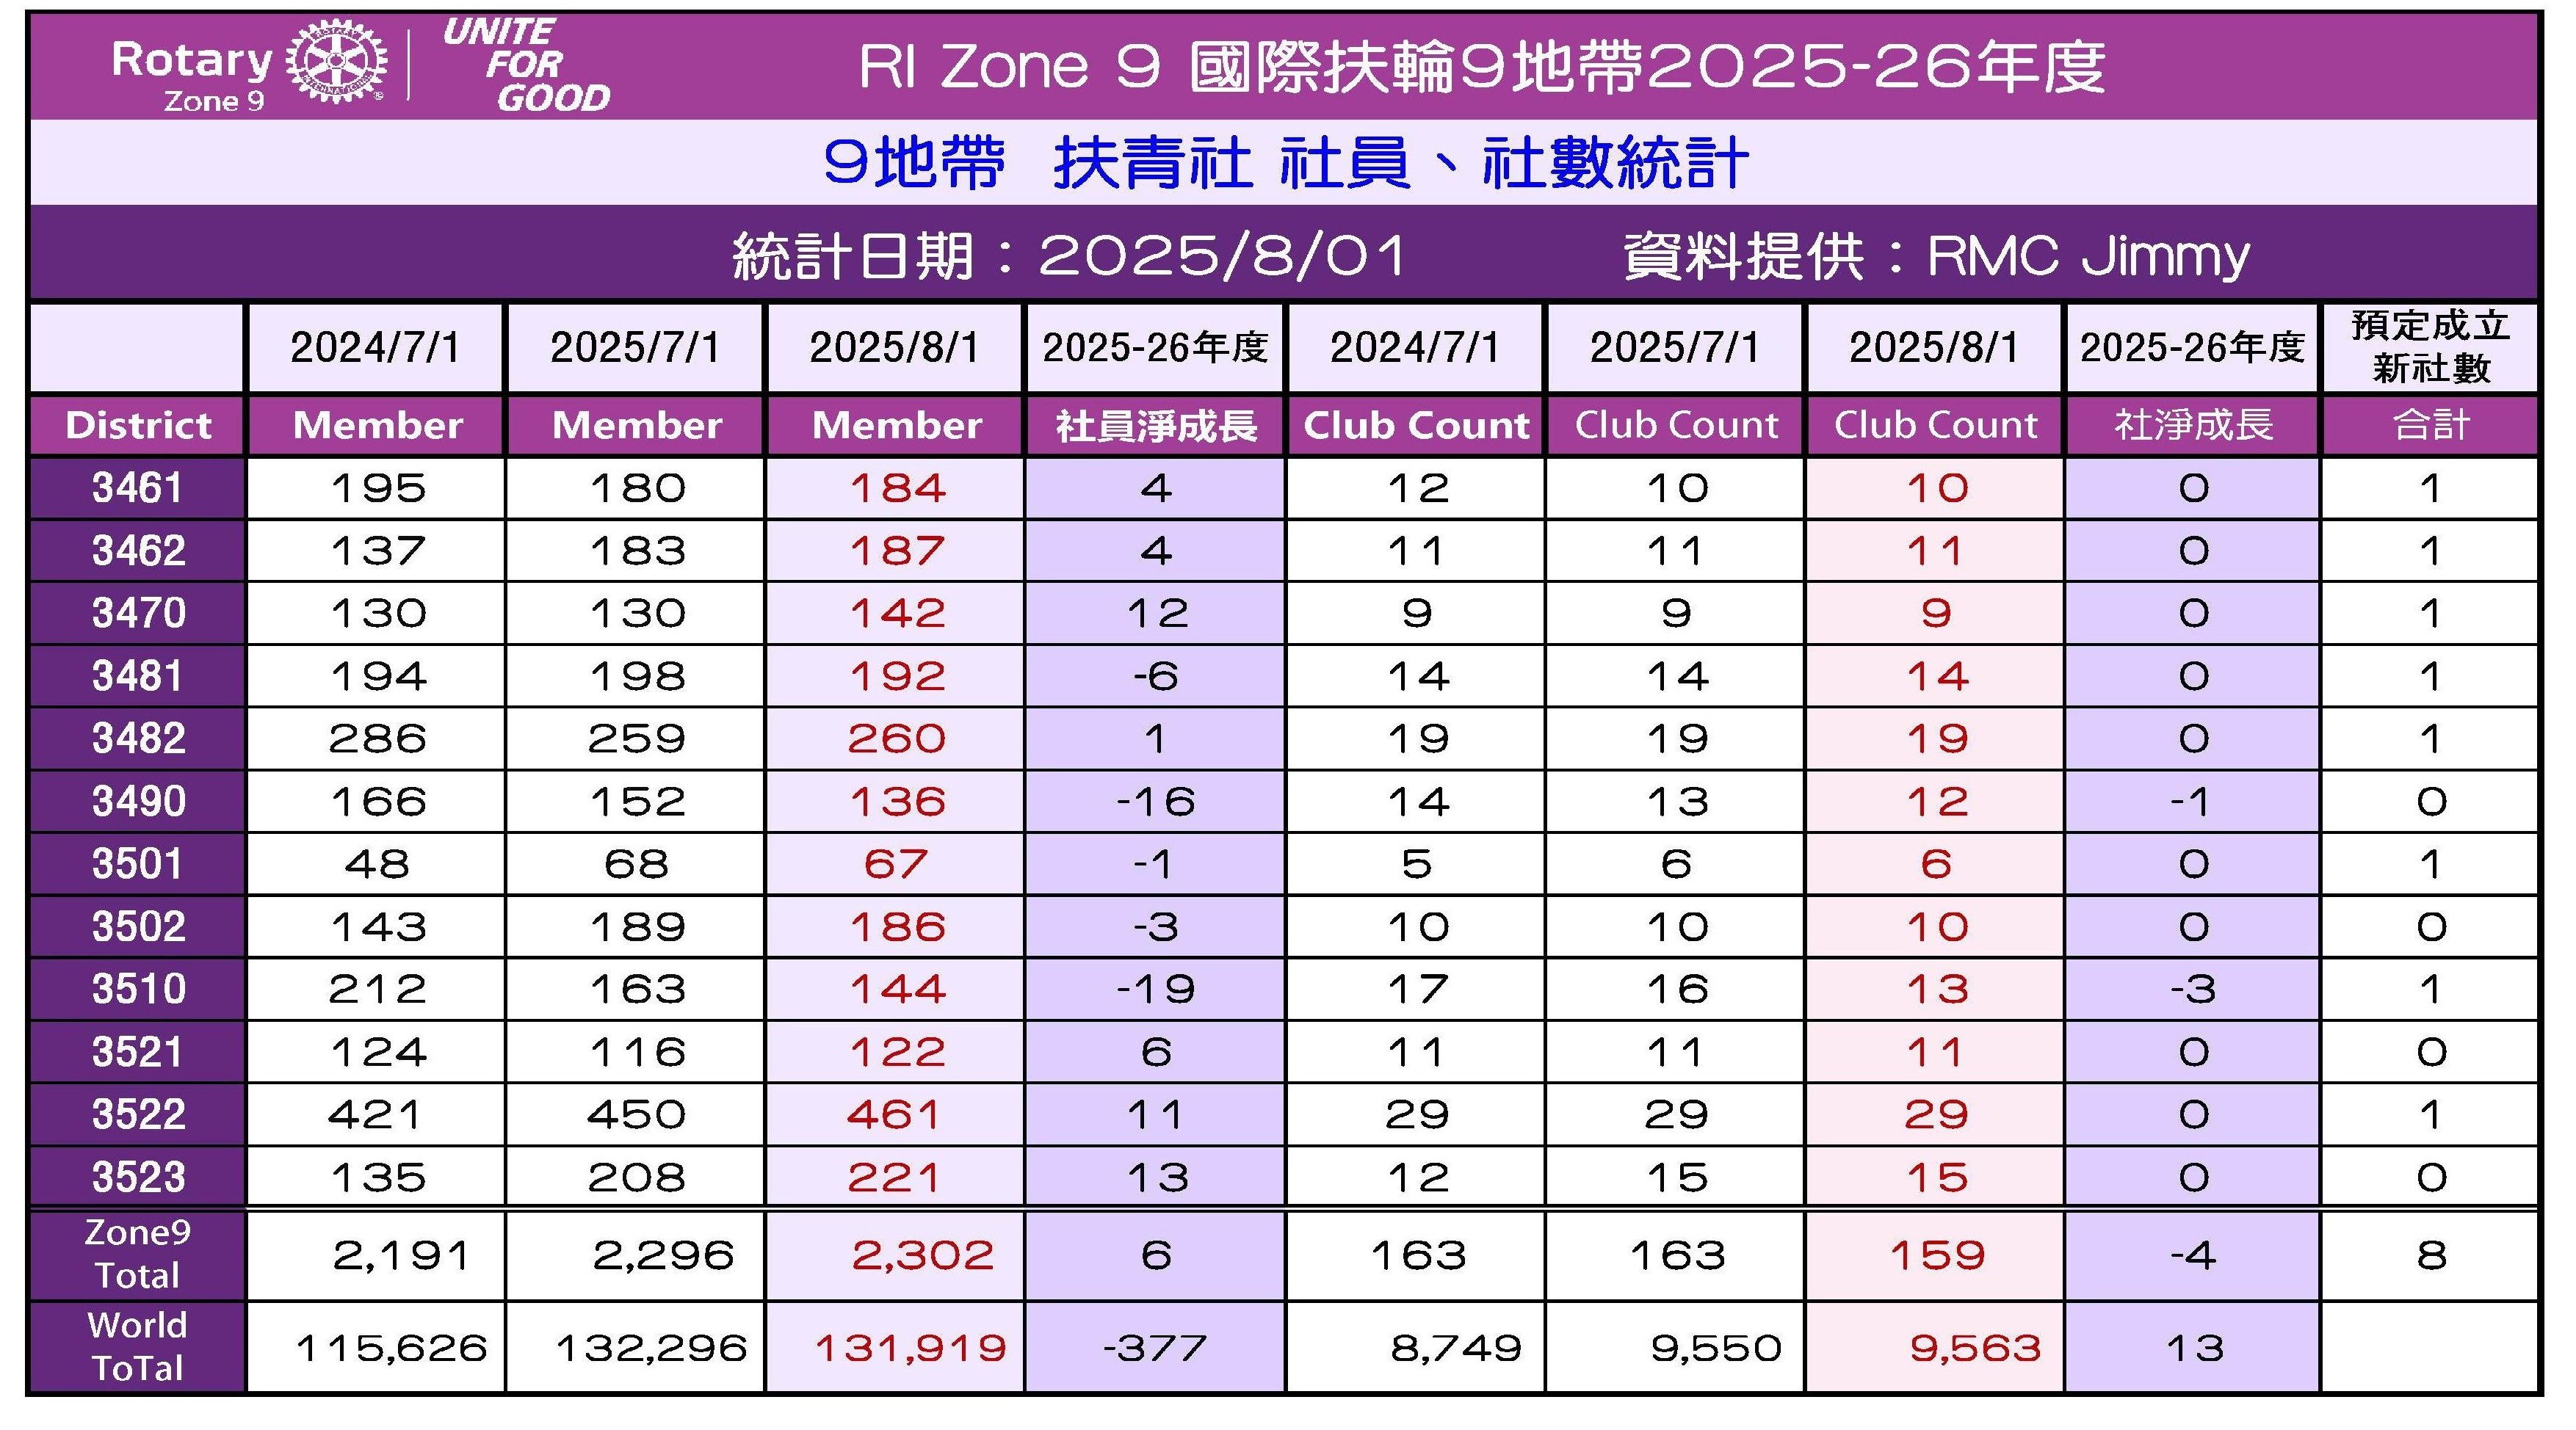 Rotary
Zone 9
UNITE
FOR
GOOD
RI Zone 9 國際扶輪9地帶2025-26年度
9地帶 扶青社 社員、社數統計
統計日期：2025/8/01 資料提供：RMC Jimmy
2024/7/1 2025/7/1 2025/8/1 2025-26年度 2024/7/1 2025/7/1 2025/8/1 2025-26年度 預定成立
新社數
District Member Member Member 社員淨成長 Club Count Club Count Club Count 社淨成長 合計
3461 195 180 184 4 12 10 10 0 1
3462 137 183 187 4 11 11 11 0 1
3470 130 130 142 12 9 9 9 0 1
3481 194 198 192 -6 14 14 14 0 1
3482 286 259 260 1 19 19 19 0 1
3490 166 152 136 -16 14 13 12 -1 0
3501 48 68 67 -1 5 6 6 0 1
3502 143 189 186 -3 10 10 10 0 0
3510 212 163 144 -19 17 16 13 -3 1
3521 124 116 122 6 11 11 11 0 0
3522 421 450 461 11 29 29 29 0 1
3523 135 208 221 13 12 15 15 0 0
Zone9
Total 2,191 2,296 2,302 6 163 163 159 -4 8
World
ToTal 115,626 132,296 131,919 -377 8,749 9,550 9,563 13